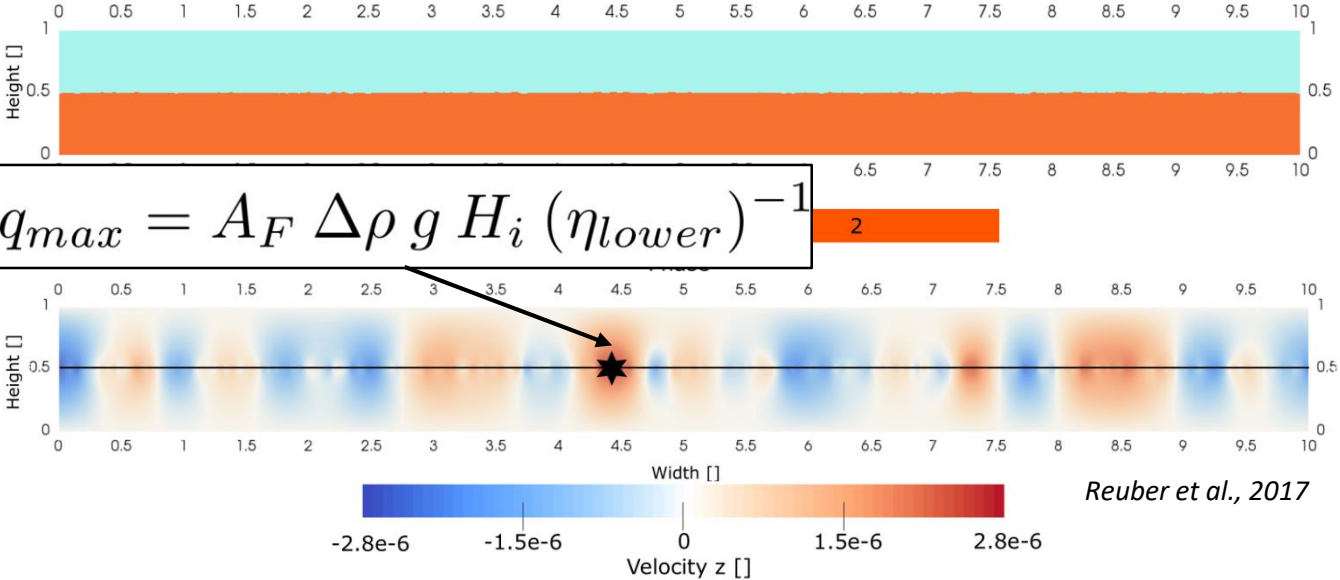 0 0.5 1 1.5 2 2.5 3 3.5 4 4.5 5 5.5 6 6.5 7 7.5 8 8.5 9 9.5 10
1 1
Height []
0.5 0.5
0 0
6.5 7 7.5 8 8.5 9 9.5 10
q_{max} = A_F Δρ g H_i (η_{lower})^{-1}
2
0 0.5 1 1.5 2 2.5 3 3.5 4 4.5 5 5.5 6 6.5 7 7.5 8 8.5 9 9.5 10
1 1
Height []
0.5 0.5
0 0
0 0.5 1 1.5 2 2.5 3 3.5 4 4.5 5 5.5 6 6.5 7 7.5 8 8.5 9 9.5 10
Width []
Reuber et al., 2017
-2.8e-6 -1.5e-6 0 1.5e-6 2.8e-6
Velocity z []